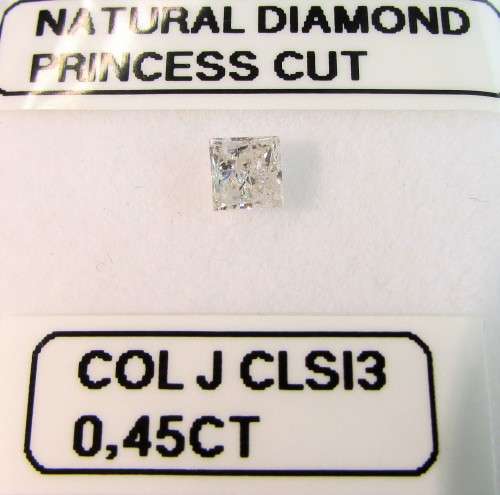 NATURAL DIAMOND
PRINCESS CUT
COL J CLSI3
0,45CT